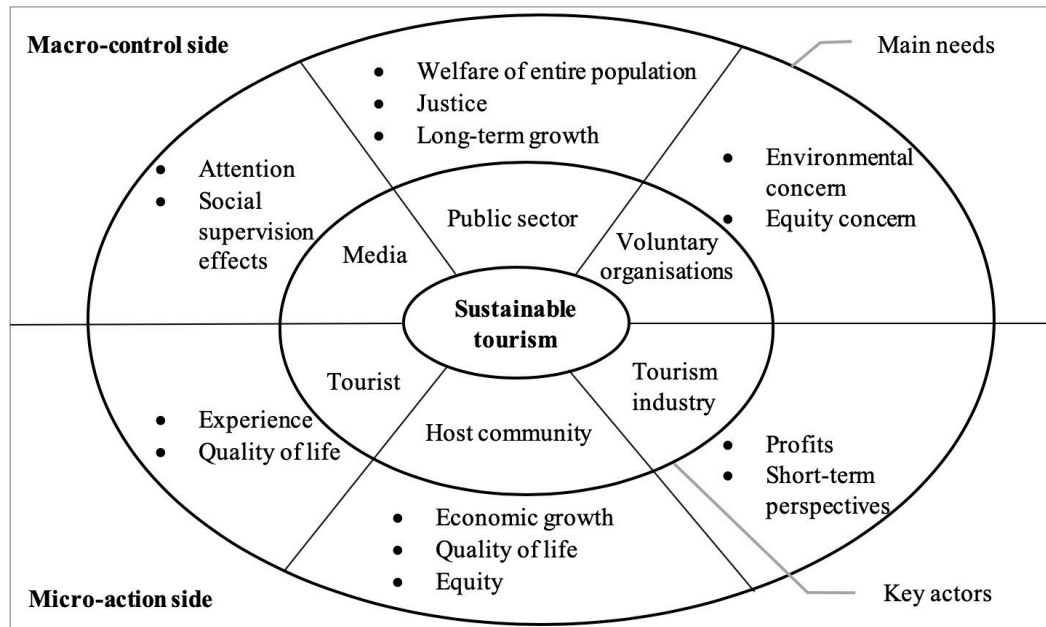 Macro-control side
Main needs
• Welfare of entire population
• Justice
• Long-term growth
• Attention
• Social
supervision
effects
• Environmental
concern
• Equity concern
Public sector
Media
Voluntary
organisations
Sustainable
tourism
Tourist
Tourism
industry
Host community
• Experience
• Quality of life
• Profits
• Short-term
perspectives
• Economic growth
• Quality of life
• Equity
Micro-action side
Key actors